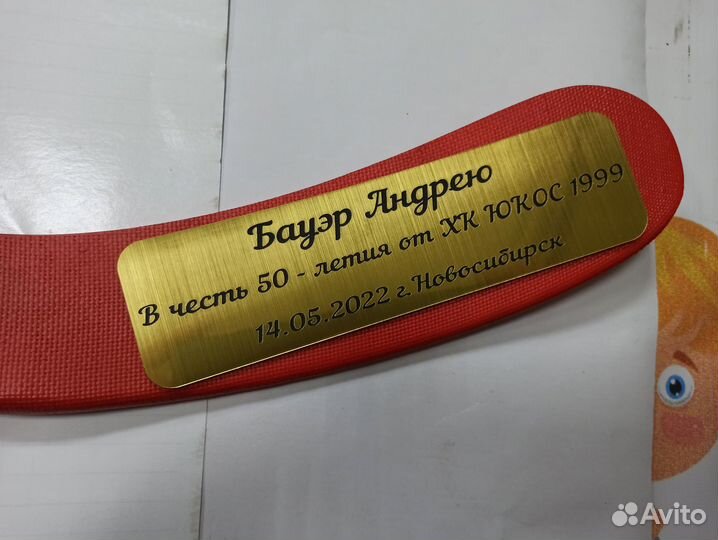 Бауэр Андрею
В честь 50 - летия от ХК ЮКОС 1999
14.05.2022 г.Новосибирск
Avito